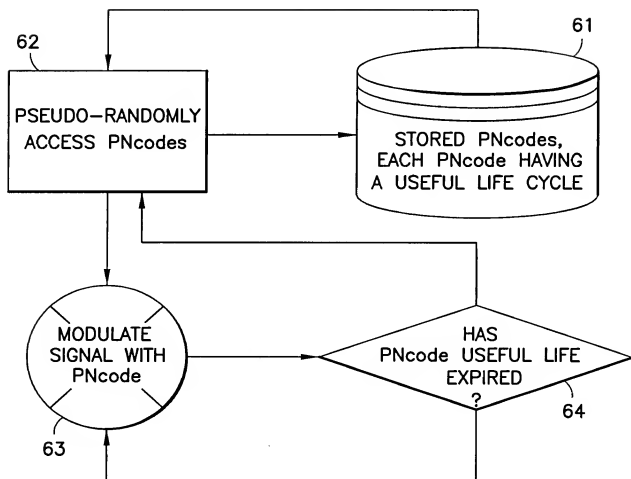 62
61
PSEUDO-RANDOMLY
ACCESS PNcodes
STORED PNcodes,
EACH PNcode HAVING
A USEFUL LIFE CYCLE
MODULATE
SIGNAL WITH
PNcode
HAS
PNcode USEFUL LIFE
EXPIRED
?
63
64